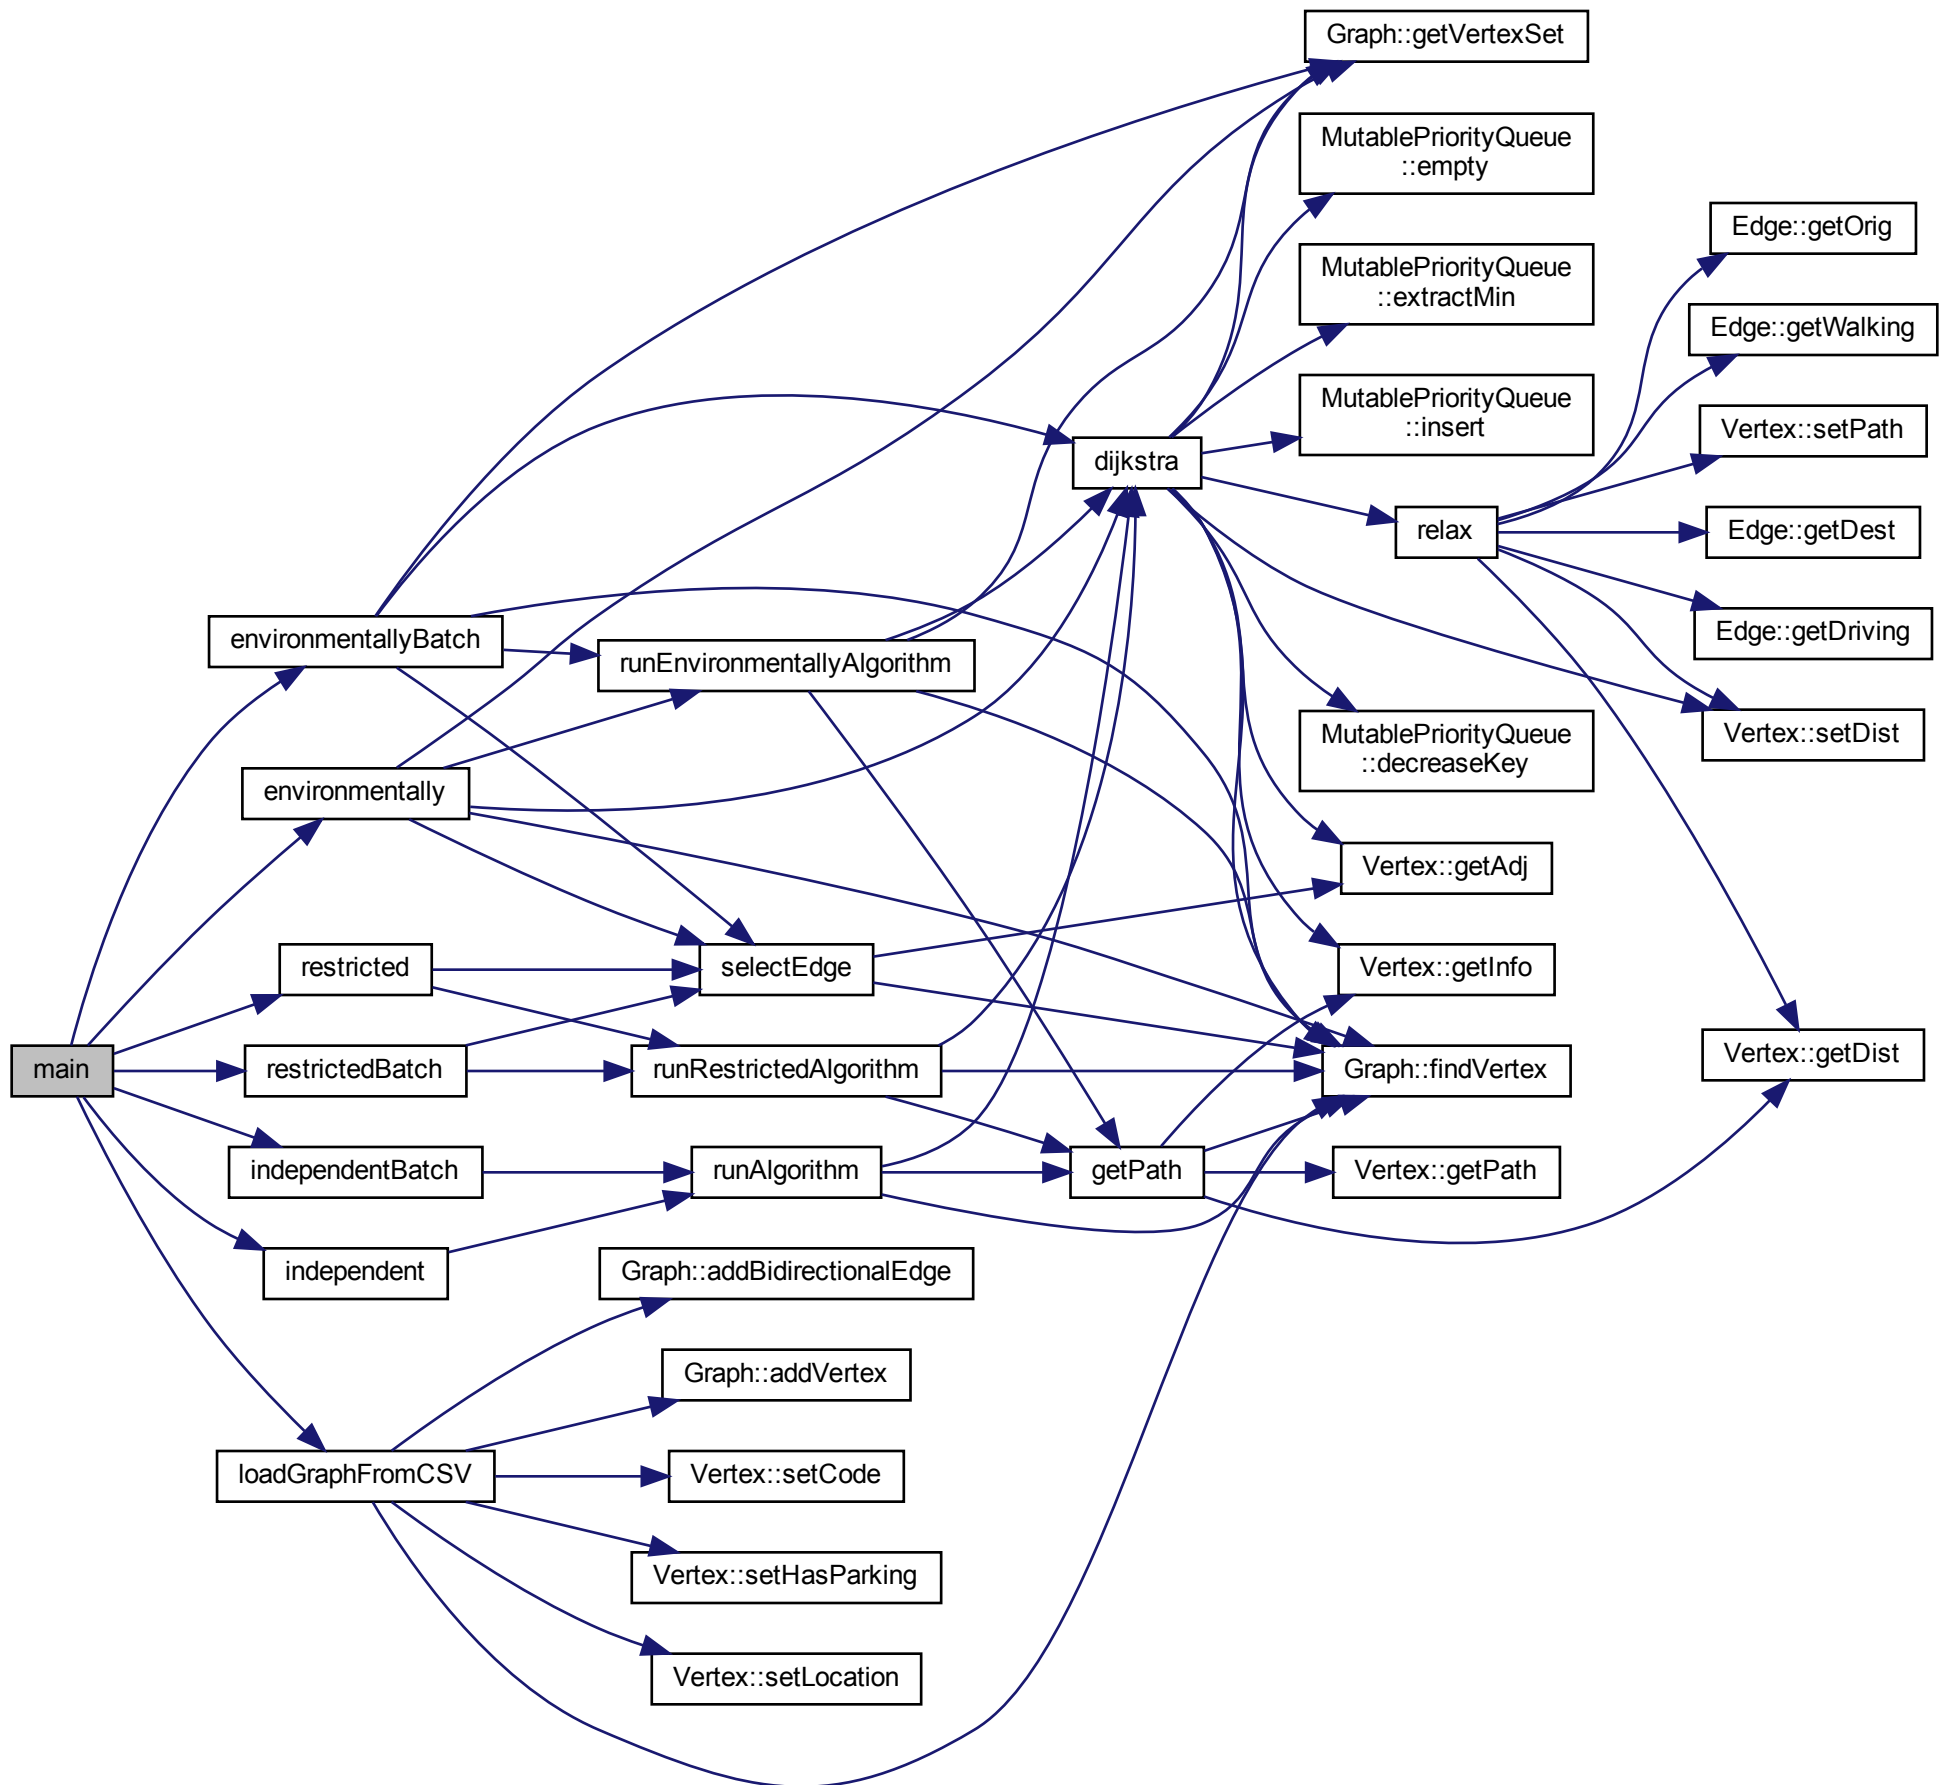 Graph::getVertexSet
MutablePriorityQueue
::empty
Edge::getOrig
MutablePriorityQueue
::extractMin
Edge::getWalking
MutablePriorityQueue
::insert
Vertex::setPath
dijkstra
relax
Edge::getDest
environmentallyBatch
runEnvironmentallyAlgorithm
Edge::getDriving
MutablePriorityQueue
::decreaseKey
Vertex::setDist
environmentally
Vertex::getAdj
restricted
selectEdge
Vertex::getInfo
Vertex::getDist
main
restrictedBatch
runRestrictedAlgorithm
Graph::findVertex
independentBatch
runAlgorithm
getPath
Vertex::getPath
independent
Graph::addBidirectionalEdge
Graph::addVertex
loadGraphFromCSV
Vertex::setCode
Vertex::setHasParking
Vertex::setLocation